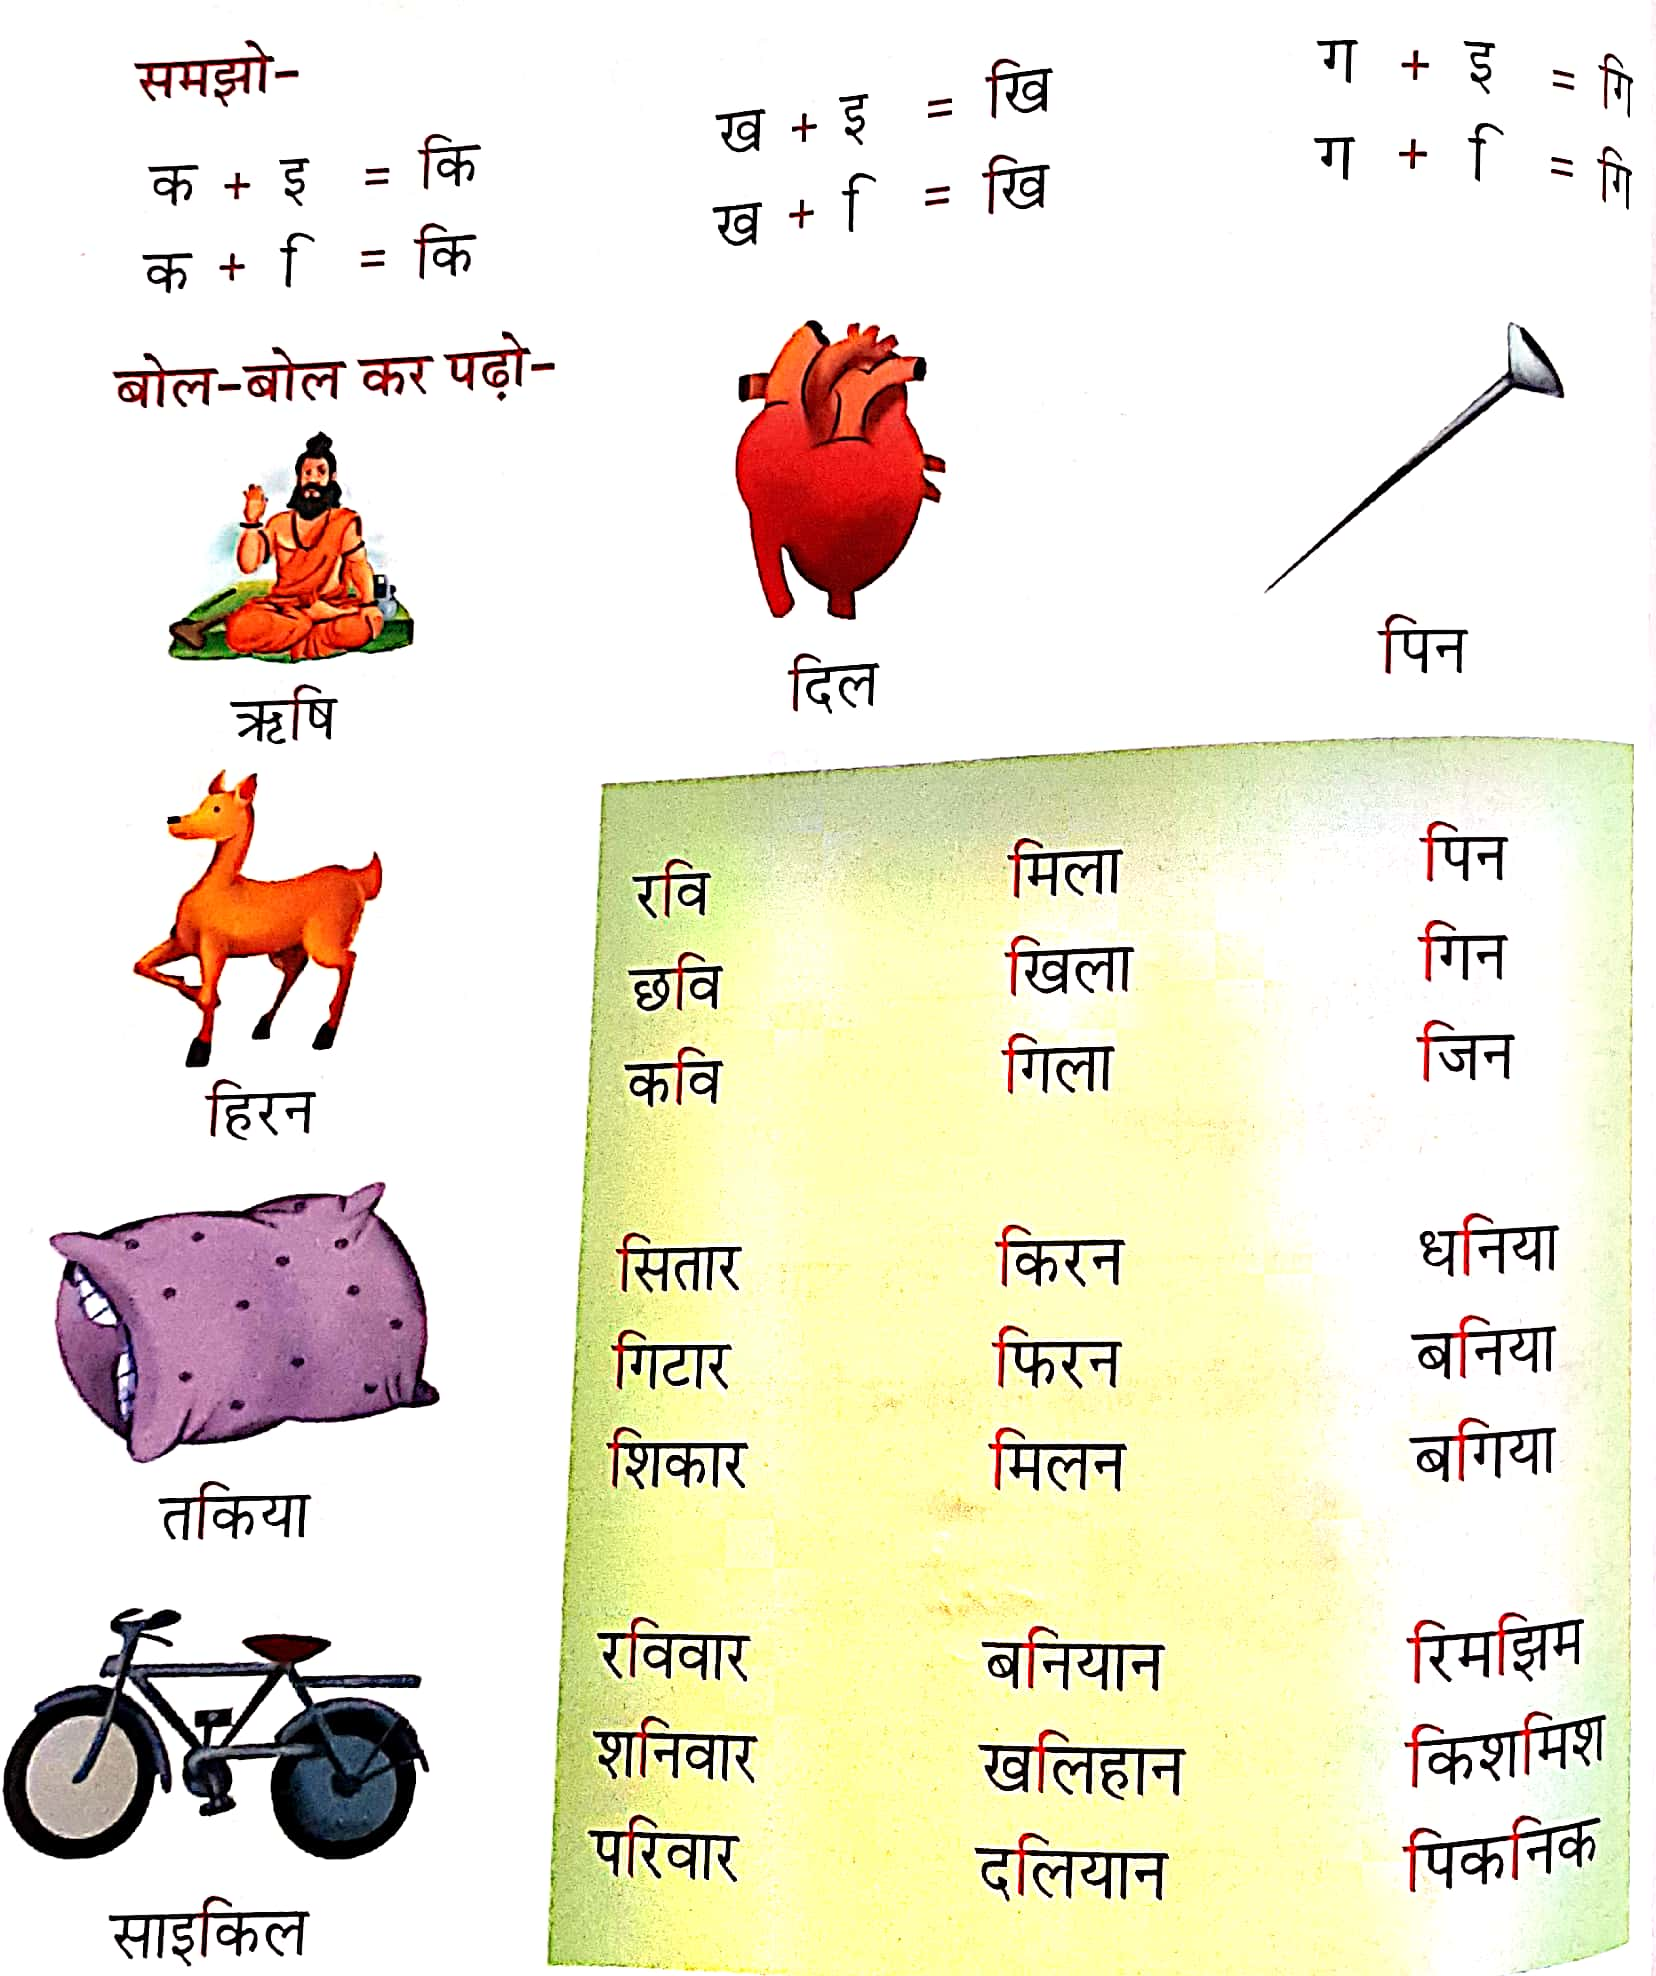 समझो-
क + इ = कि
क + ि = कि
ख + इ = खि
ख + ि = खि
ग + इ = गि
ग + ि = गि
बोल-बोल कर पढ़ो-
ऋषि
दिल
पिन
हिरन
तकिया
साइकिल
रवि मिला पिन
छवि खिला गिन
कवि गिला जिन
सितार किरन धनिया
गिटार फिरन बनिया
शिकार मिलन बगिया
रविवार बनियान रिमझिम
शनिवार खलिहान किशमिश
परिवार दलियान पिकनिक